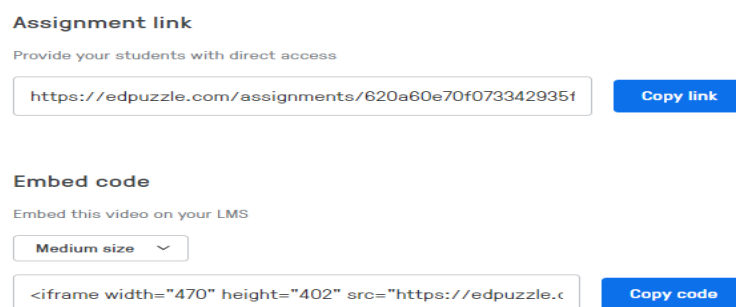 Assignment link
Provide your students with direct access
https://edpuzzle.com/assignments/620a60e70f073342935f
Copy link
Embed code
Embed this video on your LMS
Medium size
<iframe width="470" height="402" src="https://edpuzzle.c
Copy code